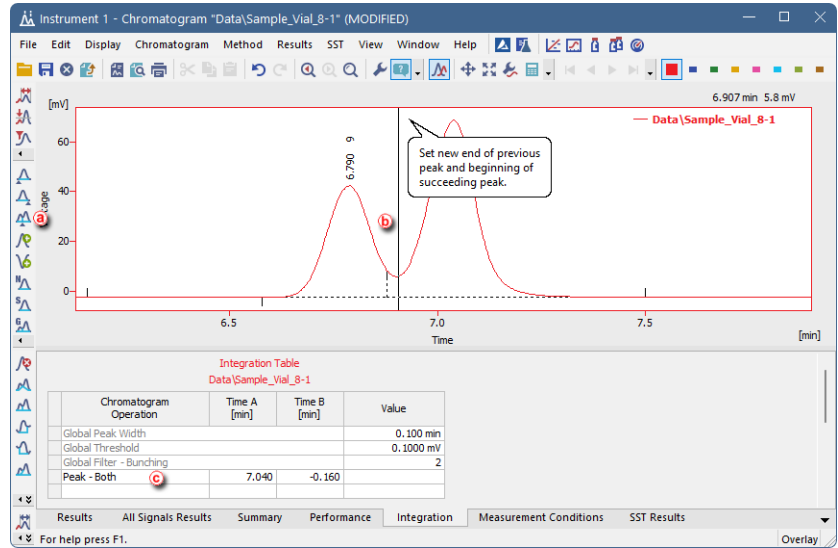 Instrument 1 - Chromatogram "Data\Sample_Vial_8-1" (MODIFIED)
File Edit Display Chromatogram Method Results SST View Window Help
6.907 min 5.8 mV
[mV]
Data\Sample_Vial_8-1
60
6.790 9
Set new end of previous
peak and beginning of
succeeding peak.
40
a
b
20
0
6.5 7.0 7.5
Time
[min]
Integration Table
Data\Sample_Vial_8-1
Chromatogram Operation Time A [min] Time B [min] Value
Global Peak Width 0.100 min
Global Threshold 0.1000 mV
Global Filter - Bunching 2
Peak - Both c 7.040 -0.160
Results All Signals Results Summary Performance Integration Measurement Conditions SST Results
For help press F1. Overlay